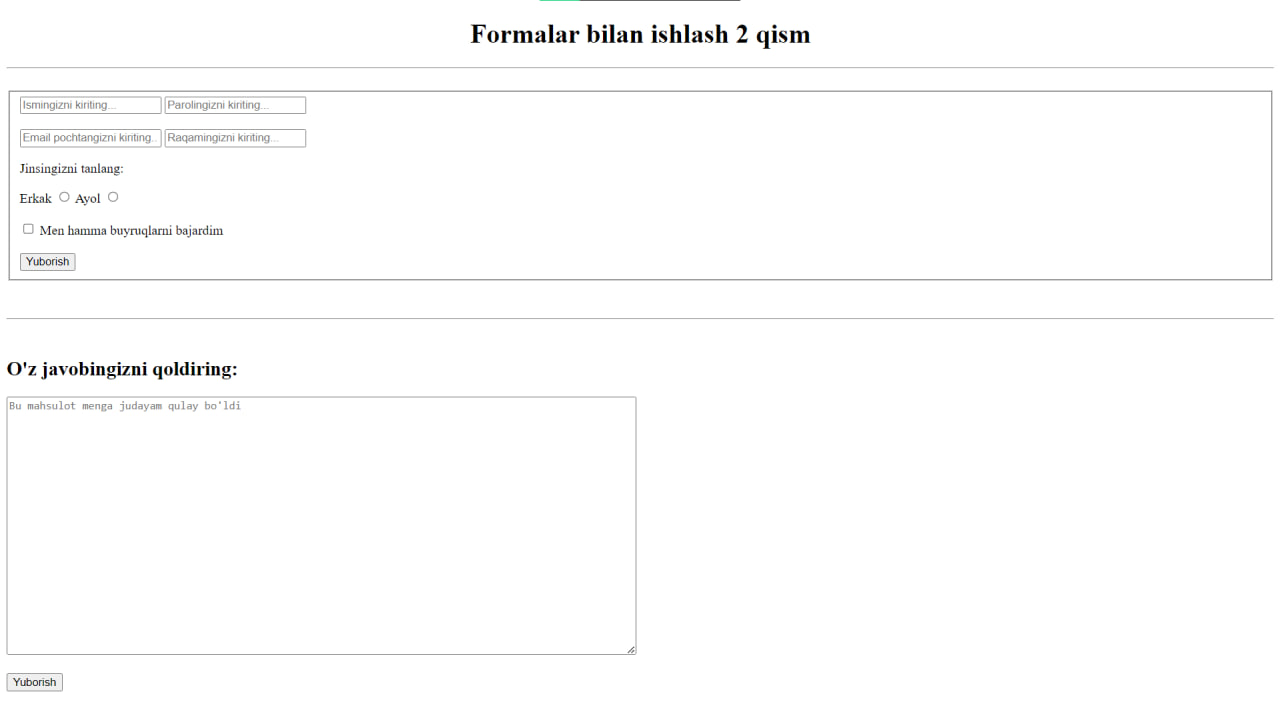 Formalar bilan ishlash 2 qism
Ismingizni kiriting... Parolingizni kiriting...
Email pochtangizni kiriting.. Raqamingizni kiriting...
Jinsingizni tanlang:
Erkak Ayol
Men hamma buyruqlarni bajardim
Yuborish
O'z javobingizni qoldiring:
Bu mahsulot menga judayam qulay bo'ldi
Yuborish